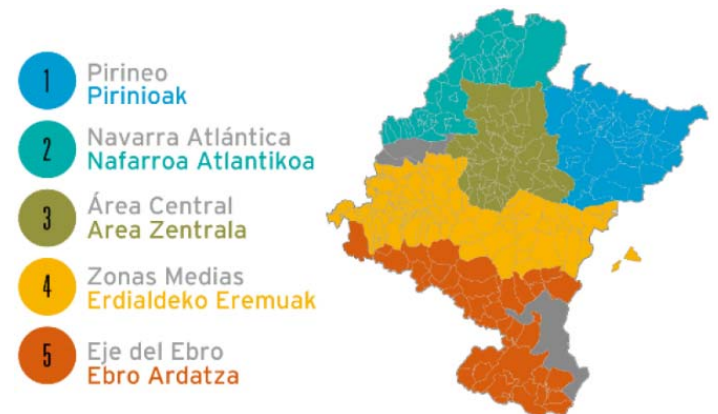 1
Pirineo
Pirinioak
2
Navarra Atlántica
Nafarroa Atlantikoa
3
Área Central
Area Zentrala
4
Zonas Medias
Erdialdeko Eremuak
5
Eje del Ebro
Ebro Ardatza